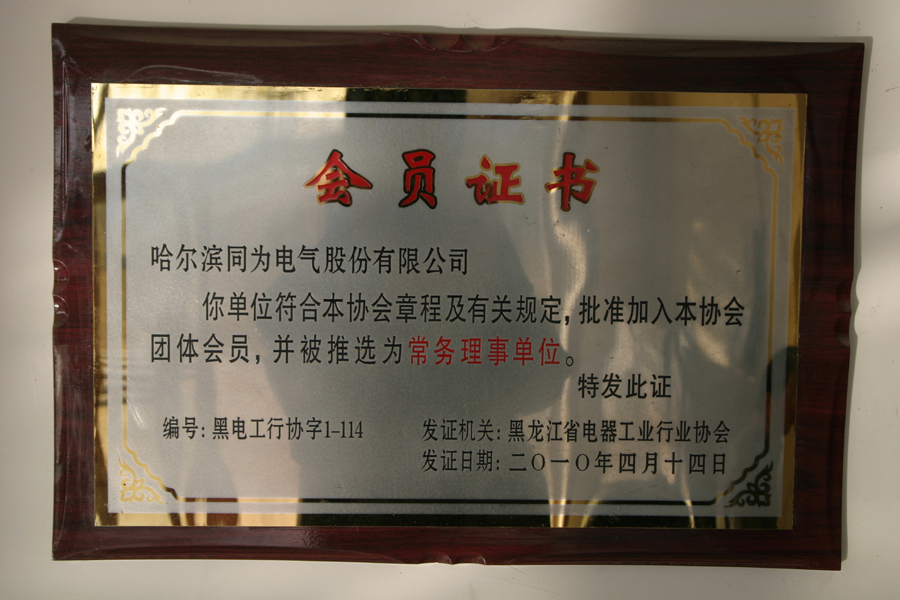 会员证书
哈尔滨同为电气股份有限公司
你单位符合本协会章程及有关规定，批准加入本协会
团体会员，并被推选为常务理事单位。
特发此证
编号：黑电工行协字1-114
发证机关：黑龙江省电器工业行业协会
发证日期：二〇一〇年四月十四日